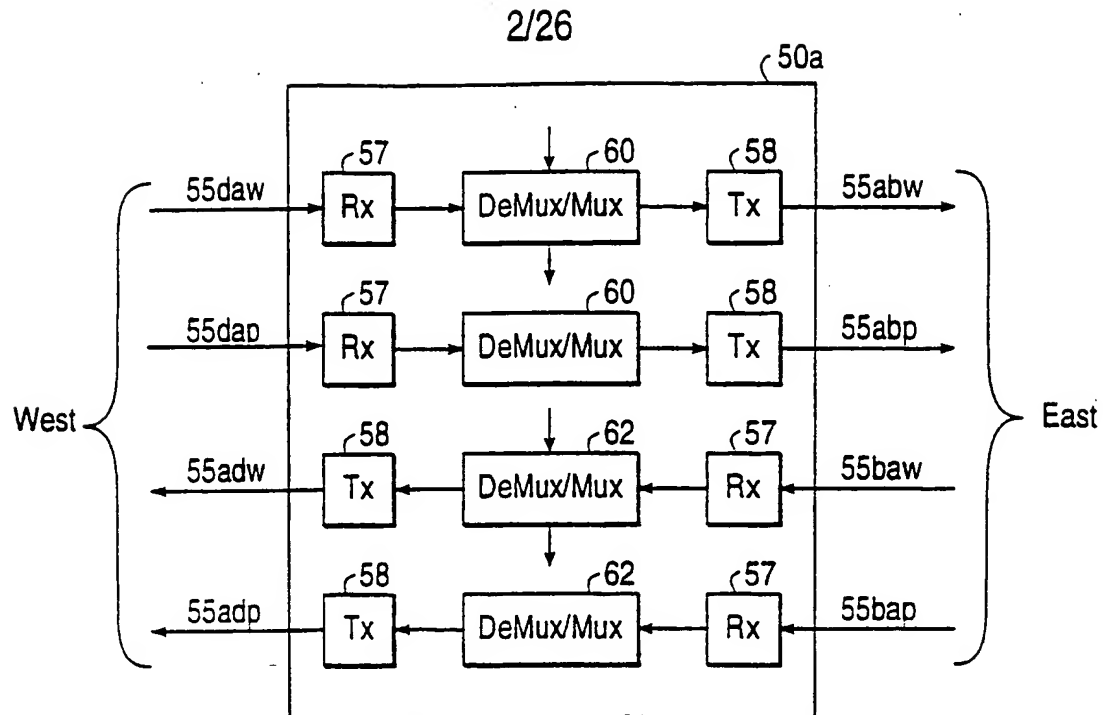 2/26
50a
57 60 58
55daw Rx DeMux/Mux Tx 55abw
57 60 58
55dap Rx DeMux/Mux Tx 55abp
West East
58 62 57
55adw Tx DeMux/Mux Rx 55baw
58 62 57
55adp Tx DeMux/Mux Rx 55bap